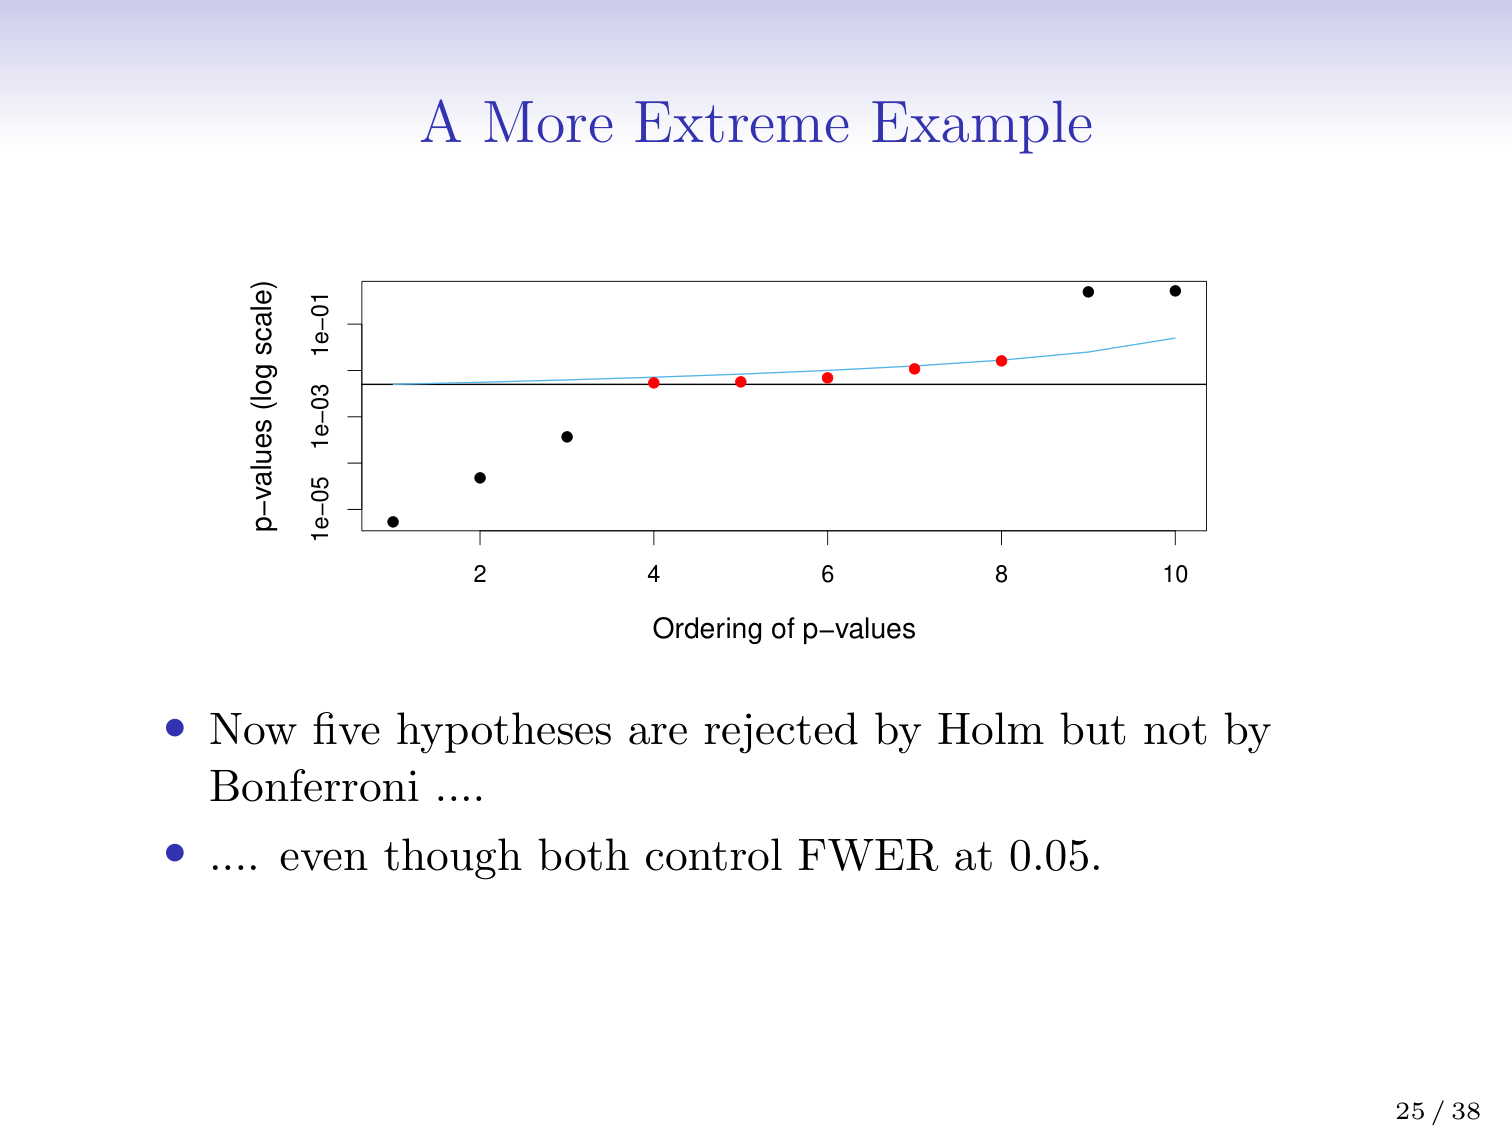 A More Extreme Example
p−values (log scale)
1e−01
1e−03
1e−05
2 4 6 8 10
Ordering of p−values
• Now five hypotheses are rejected by Holm but not by
Bonferroni ....
• .... even though both control FWER at 0.05.
25 / 38